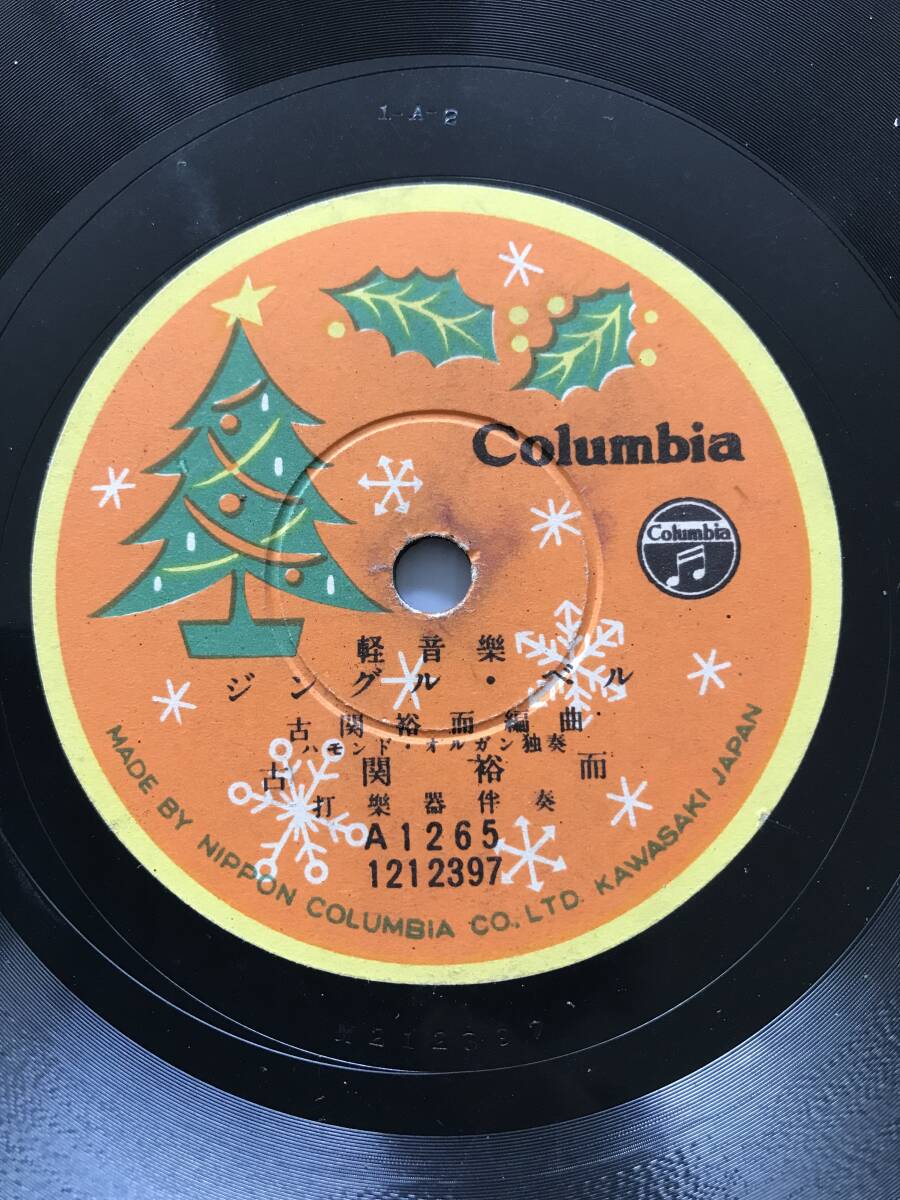 1-A-2
Columbia
Columbia
軽音樂
ジングル・ベル
古関裕而編曲
ハモンド・オルガン独奏
古関裕而
打樂器伴奏
A1265
1212397
MADE BY NIPPON COLUMBIA CO., LTD. KAWASAKI JAPAN